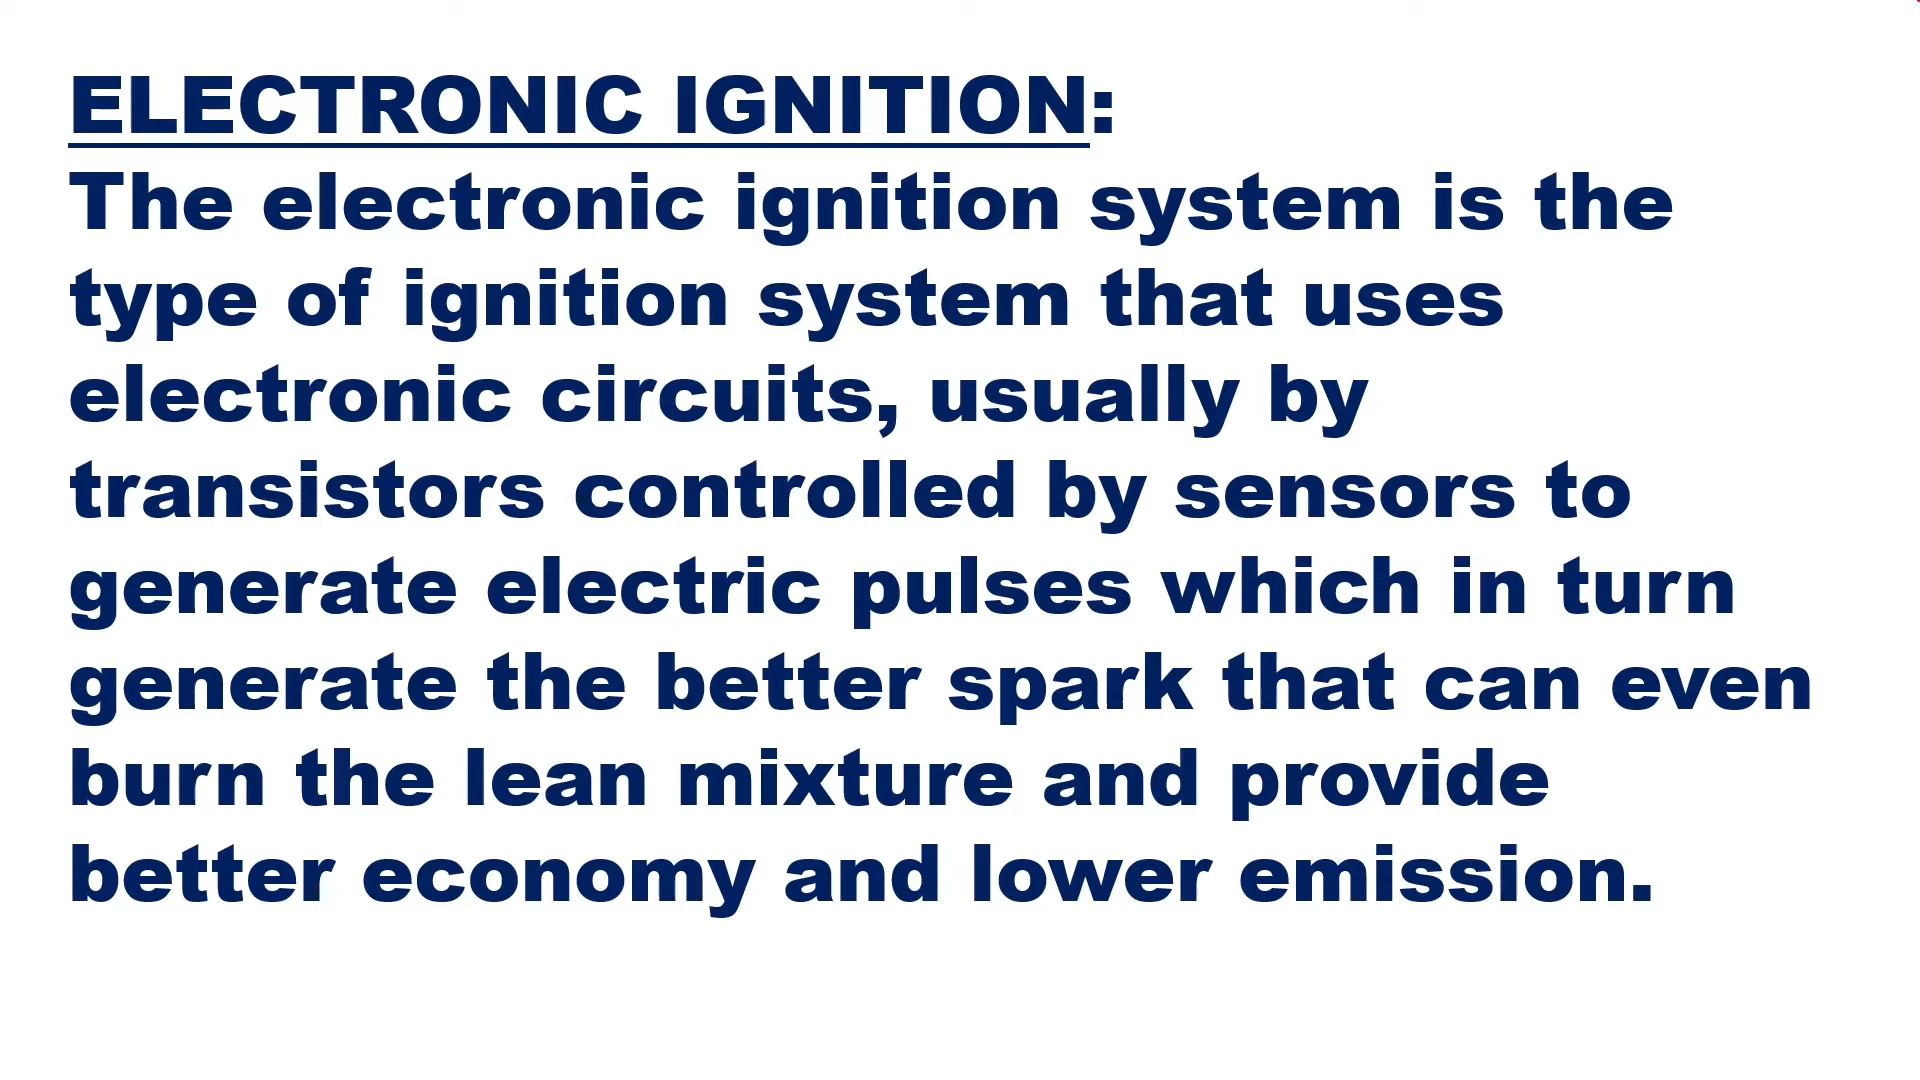 ELECTRONIC IGNITION:
The electronic ignition system is the
type of ignition system that uses
electronic circuits, usually by
transistors controlled by sensors to
generate electric pulses which in turn
generate the better spark that can even
burn the lean mixture and provide
better economy and lower emission.